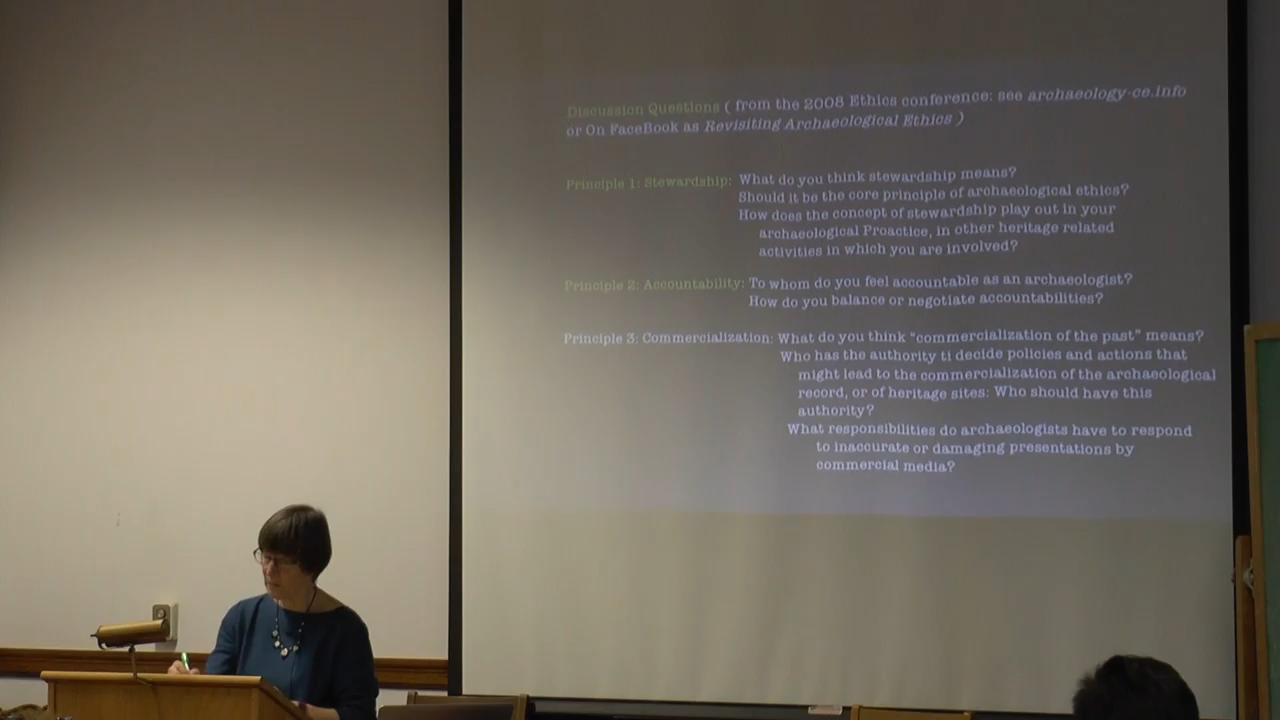 Discussion Questions ( from the 2008 Ethics conference: see archaeology-ce.info
or On FaceBook as Revisiting Archaeological Ethics )
Principle 1: Stewardship: What do you think stewardship means?
Should it be the core principle of archaeological ethics?
How does the concept of stewardship play out in your
archaeological Proactice, in other heritage related
activities in which you are involved?
Principle 2: Accountability: To whom do you feel accountable as an archaeologist?
How do you balance or negotiate accountabilities?
Principle 3: Commercialization: What do you think "commercialization of the past" means?
Who has the authority ti decide policies and actions that
might lead to the commercialization of the archaeological
record, or of heritage sites: Who should have this
authority?
What responsibilities do archaeologists have to respond
to inaccurate or damaging presentations by
commercial media?